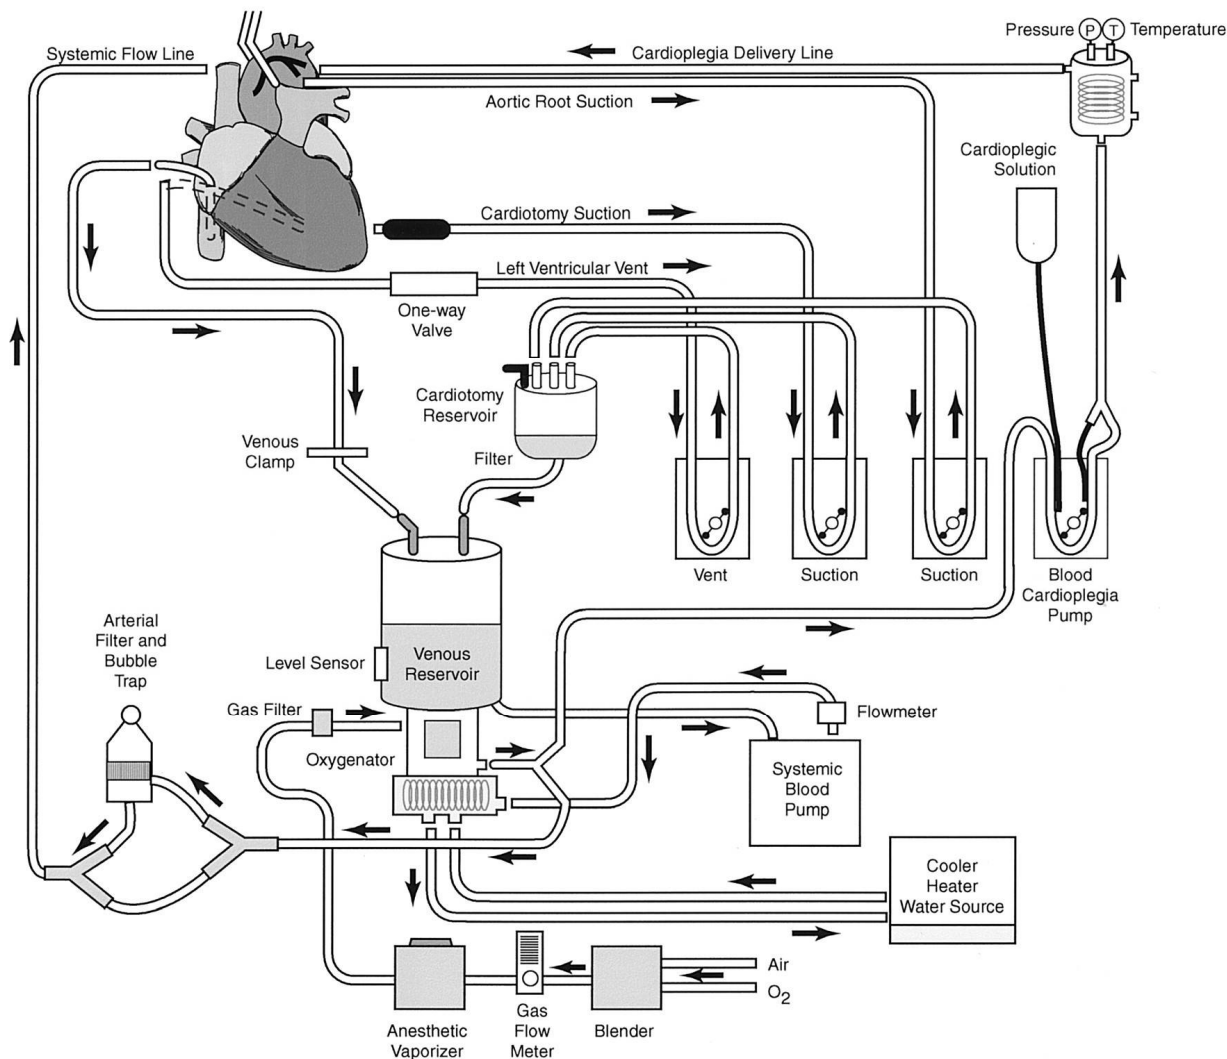 Pressure P T Temperature
Systemic Flow Line
Cardioplegia Delivery Line
Aortic Root Suction
Cardioplegic
Solution
Cardiotomy Suction
Left Ventricular Vent
One-way
Valve
Cardiotomy
Reservoir
Venous
Clamp
Filter
Vent
Suction
Suction
Blood
Cardioplegia
Pump
Arterial
Filter and
Bubble
Trap
Level Sensor
Venous
Reservoir
Gas Filter
Flowmeter
Oxygenator
Systemic
Blood
Pump
Cooler
Heater
Water Source
Air
O2
Anesthetic
Vaporizer
Gas
Flow
Meter
Blender